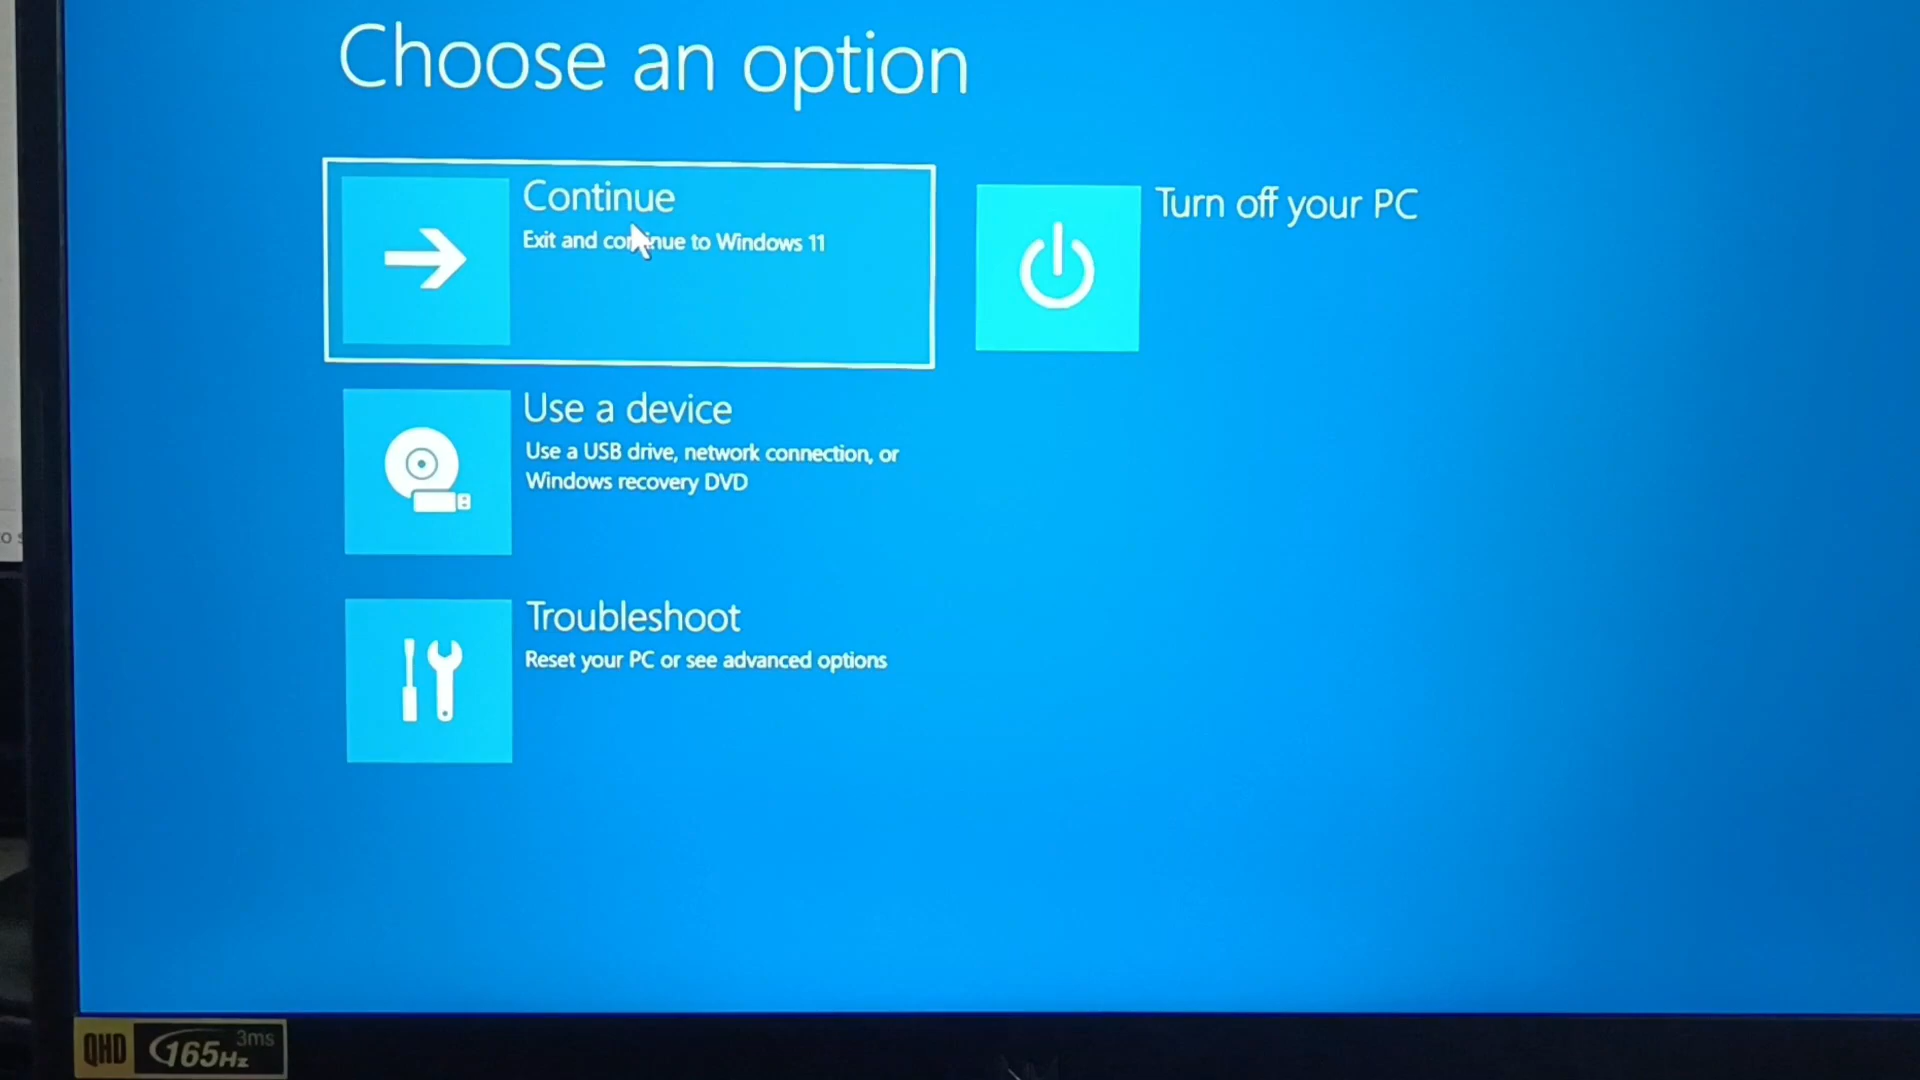 Choose an option
Continue
Exit and continue to Windows 11
Turn off your PC
Use a device
Use a USB drive, network connection, or
Windows recovery DVD
Troubleshoot
Reset your PC or see advanced options
QHD
165Hz
3ms